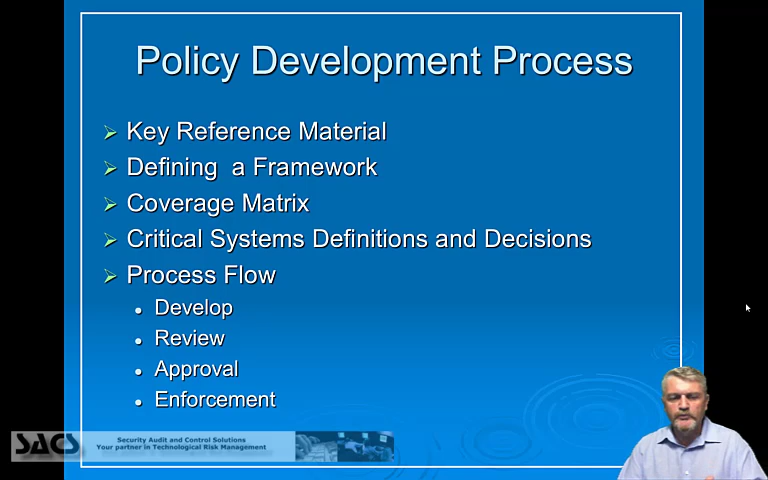 Policy Development Process
Key Reference Material
Defining a Framework
Coverage Matrix
Critical Systems Definitions and Decisions
Process Flow
Develop
Review
Approval
Enforcement
SACS
Security Audit and Control Solutions
Your partner in Technological Risk Management